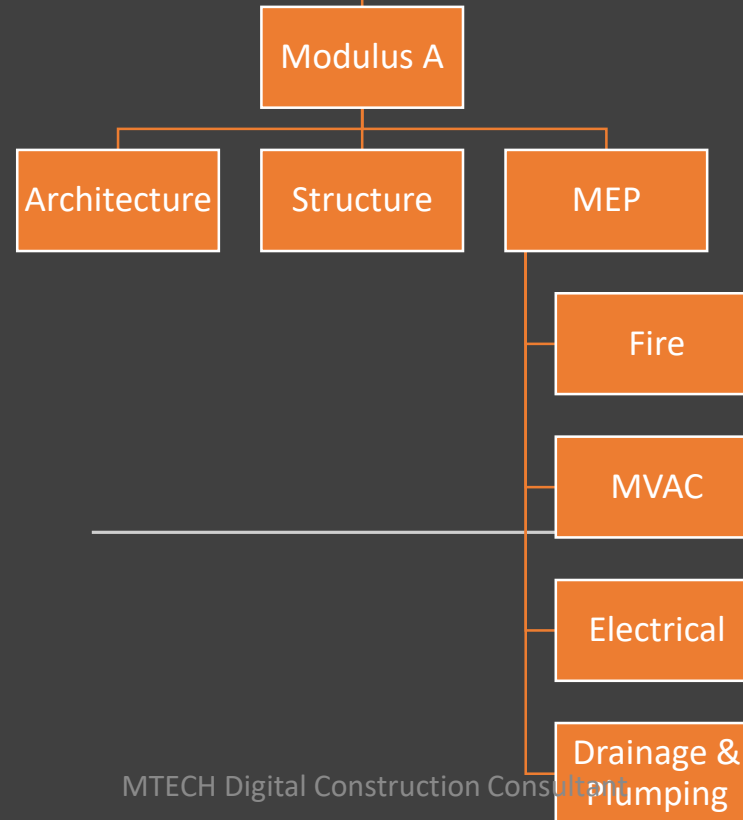 Modulus A
Architecture
Structure
MEP
Fire
MVAC
Electrical
Drainage &
Plumping
MTECH Digital Construction Consultant